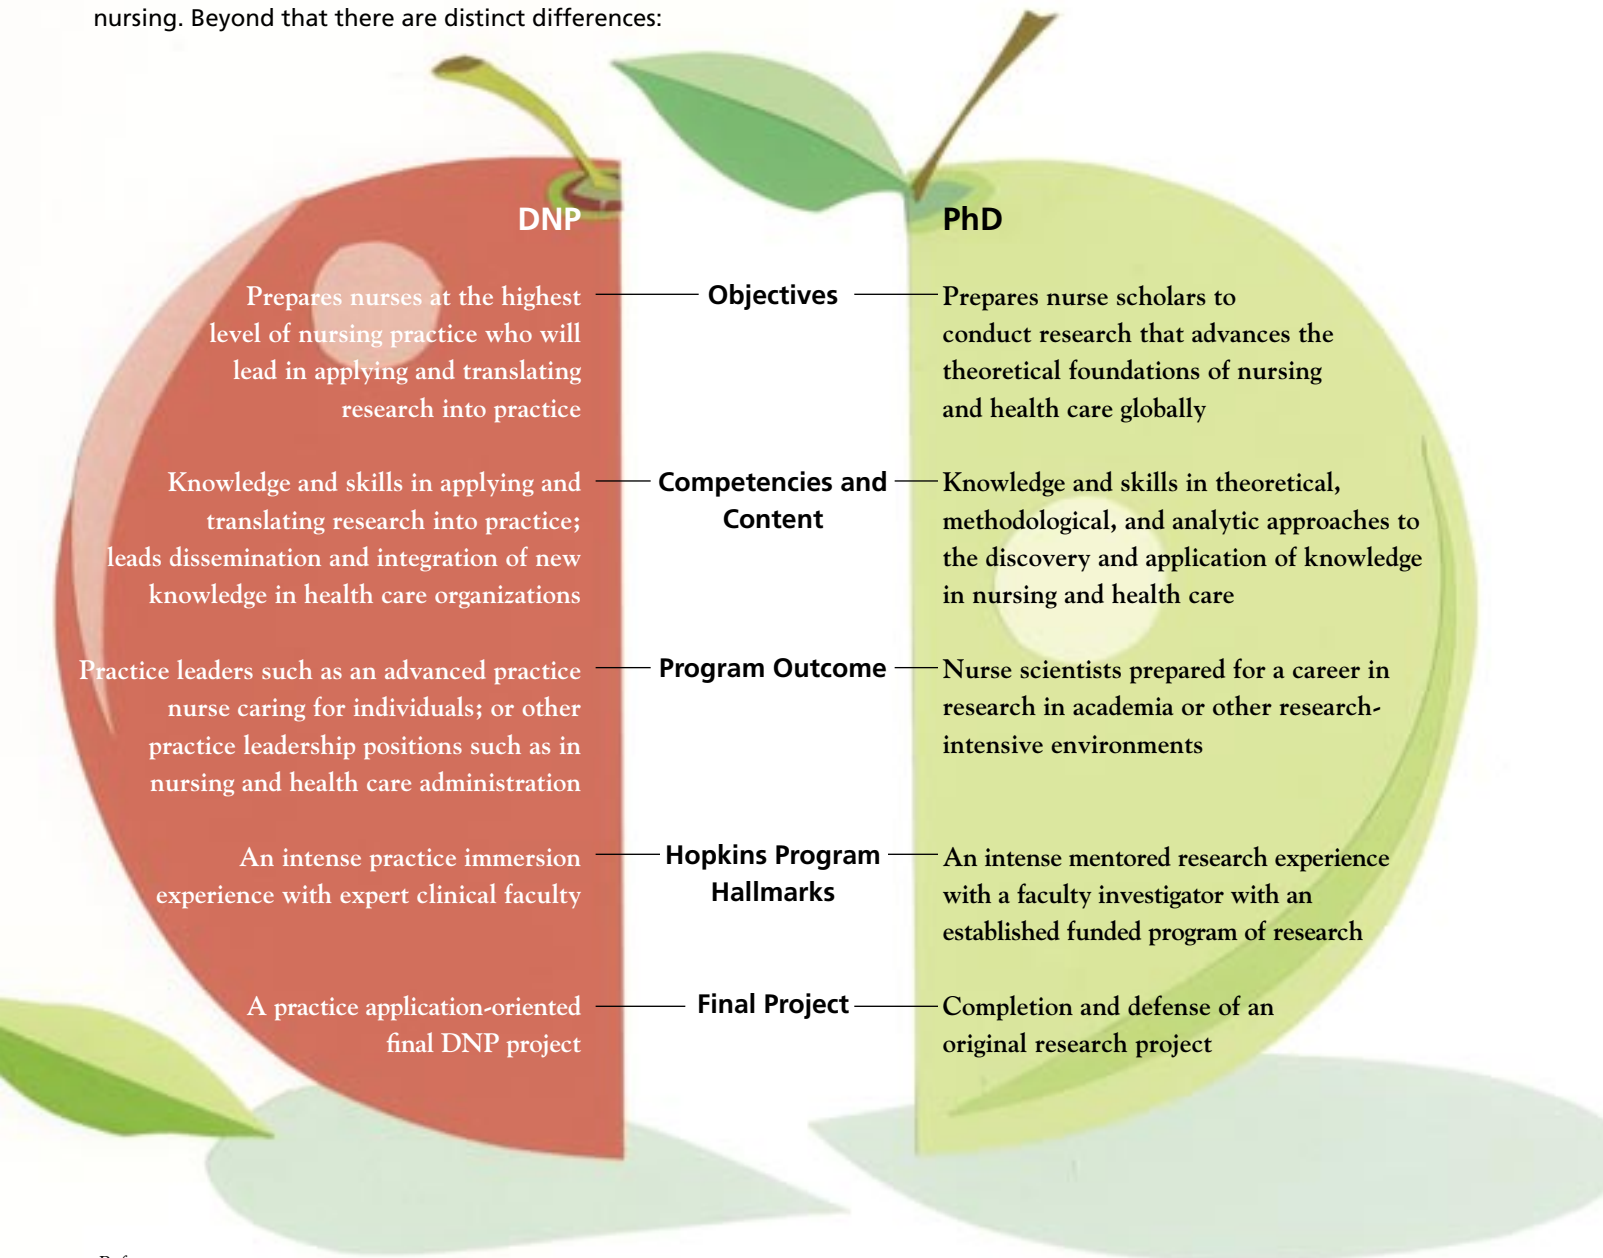 nursing. Beyond that there are distinct differences:
DNP
PhD
Objectives
Prepares nurses at the highest
level of nursing practice who will
lead in applying and translating
research into practice
Prepares nurse scholars to
conduct research that advances the
theoretical foundations of nursing
and health care globally
Competencies and
Content
Knowledge and skills in applying and
translating research into practice;
leads dissemination and integration of new
knowledge in health care organizations
Knowledge and skills in theoretical,
methodological, and analytic approaches to
the discovery and application of knowledge
in nursing and health care
Program Outcome
Practice leaders such as an advanced practice
nurse caring for individuals; or other
practice leadership positions such as in
nursing and health care administration
Nurse scientists prepared for a career in
research in academia or other research-
intensive environments
Hopkins Program
Hallmarks
An intense practice immersion
experience with expert clinical faculty
An intense mentored research experience
with a faculty investigator with an
established funded program of research
Final Project
A practice application-oriented
final DNP project
Completion and defense of an
original research project